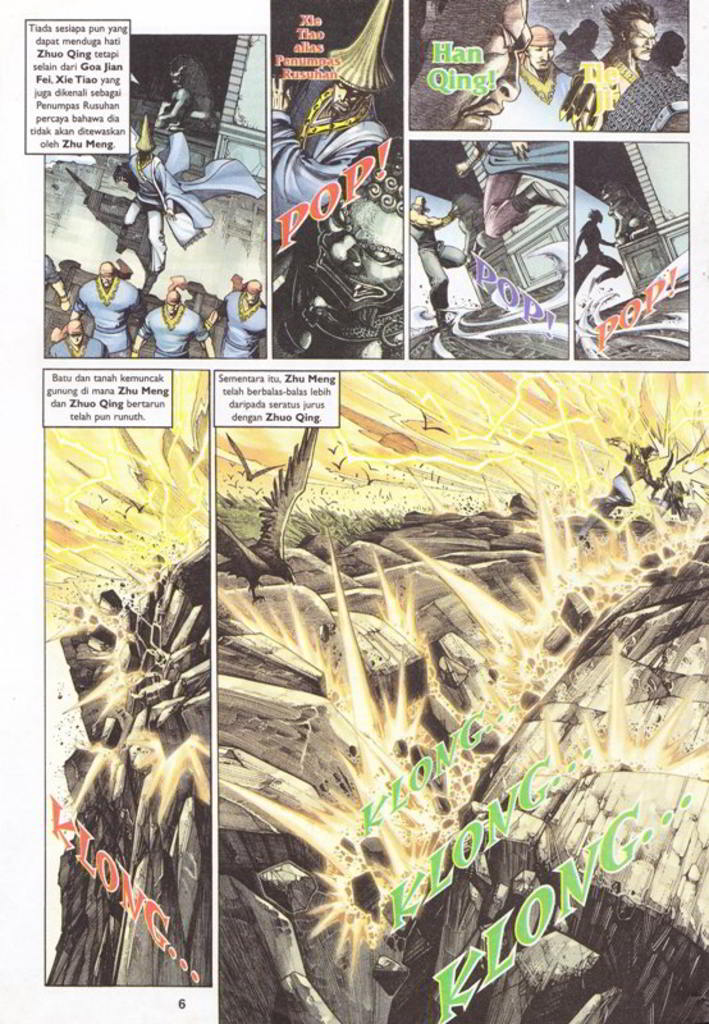 Tiada sesiapa pun yang
dapat menduga hati
Zhuo Qing tetapi
selain dari Goa Jian
Fei, Xie Tiao yang
juga dikenali sebagai
Penumpas Rusuhan
percaya bahawa dia
tidak akan ditewaskan
oleh Zhu Meng.
Xie
Tiao
alias
Penumpas
Rusuhan
POP!
Han
Qing!
Tie
Ji
POP!
POP!
Batu dan tanah kemuncak
gunung di mana Zhu Meng
dan Zhuo Qing bertarun
telah pun runuth.
KLONG...
Sementara itu, Zhu Meng
telah berbalas-balas lebih
daripada seratus jurus
dengan Zhuo Qing.
KLONG...
KLONG...
KLONG...
6